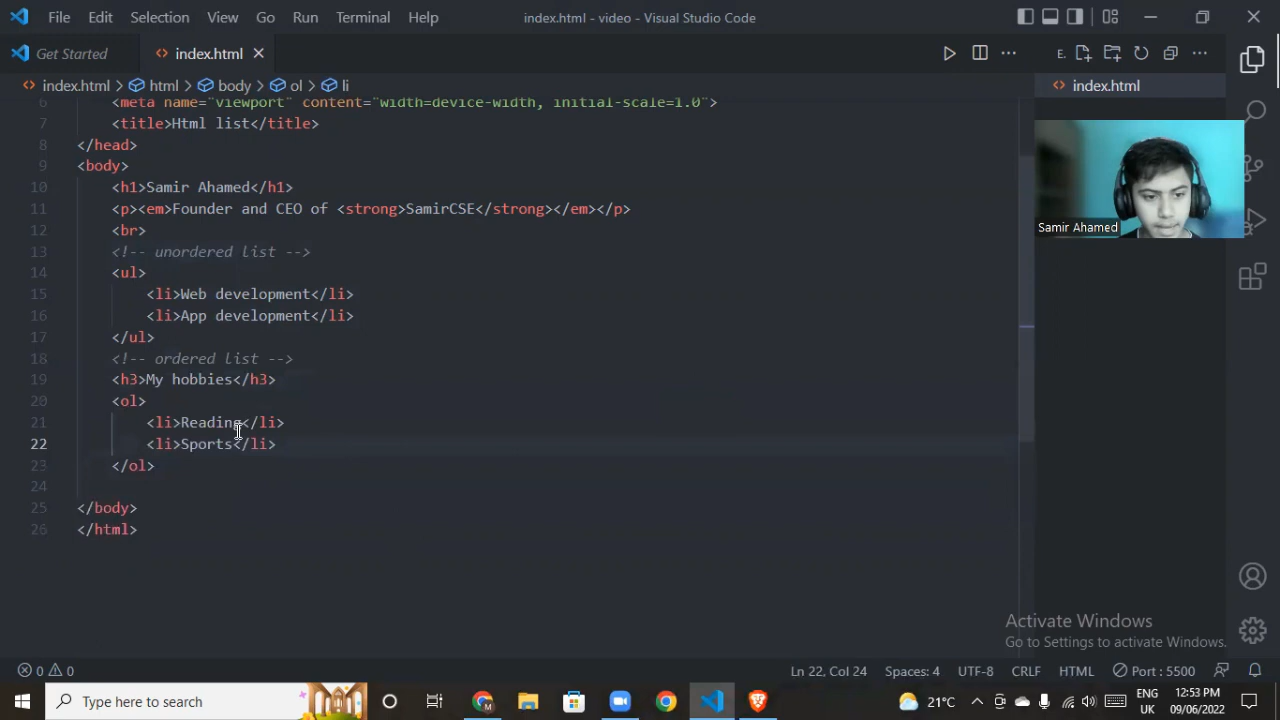 File Edit Selection View Go Run Terminal Help index.html - video - Visual Studio Code
Get Started index.html E.
index.html > html > body > ol > li index.html
6 <meta name="viewport" content="width=device-width, initial-scale=1.0">
7 <title>Html list</title>
8 </head>
9 <body>
10 <h1>Samir Ahamed</h1>
11 <p><em>Founder and CEO of <strong>SamirCSE</strong></em></p>
12 <br>
13 <!-- unordered list -->
14 <ul>
15 <li>Web development</li>
16 <li>App development</li>
17 </ul>
18 <!-- ordered list -->
19 <h3>My hobbies</h3>
20 <ol>
21 <li>Reading</li>
22 <li>Sports</li>
23 </ol>
24
25 </body>
26 </html>
Samir Ahamed
Activate Windows
Go to Settings to activate Windows.
0 0 Ln 22, Col 24 Spaces: 4 UTF-8 CRLF HTML Port : 5500
Type here to search 21°C ENG UK 12:53 PM 09/06/2022